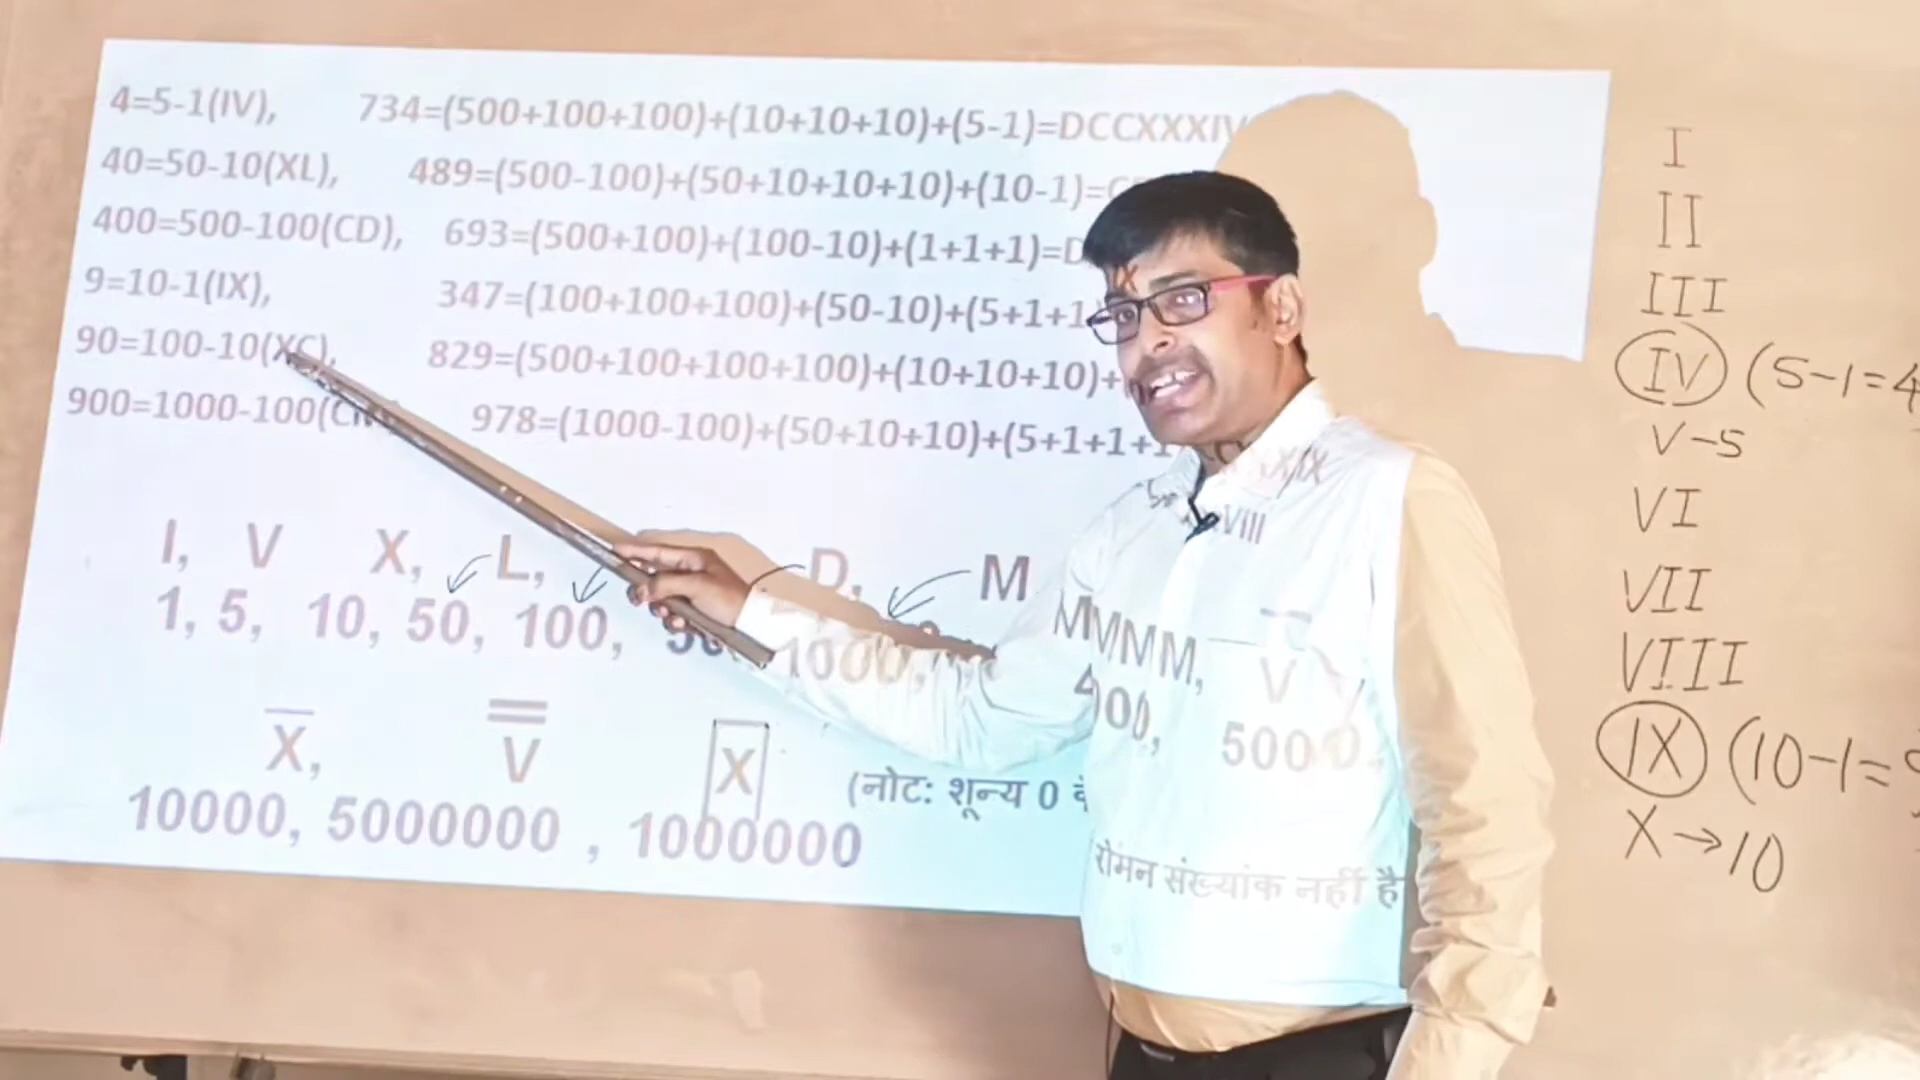 4=5-1(IV), 734=(500+100+100)+(10+10+10)+(5-1)=DCCXXXIV
40=50-10(XL), 489=(500-100)+(50+10+10+10)+(10-1)=
400=500-100(CD), 693=(500+100)+(100-10)+(1+1+1)=D
9=10-1(IX), 347=(100+100+100)+(50-10)+(5+1+1
90=100-10(XC), 829=(500+100+100+100)+(10+10+10)+
900=1000-100( 978=(1000-100)+(50+10+10)+(5+1+1+1
VIII
I, V X, L, D, M
1, 5, 10, 50, 100, 1000,
MMMM, V̅
5000
X̅, V̿ X
10000, 5000000 , 1000000
(नोट: शून्य 0
रोमन संख्यांक नहीं है
I
II
III
IV (5-1=4
V-5
VI
VII
VIII
IX (10-1=
X→10